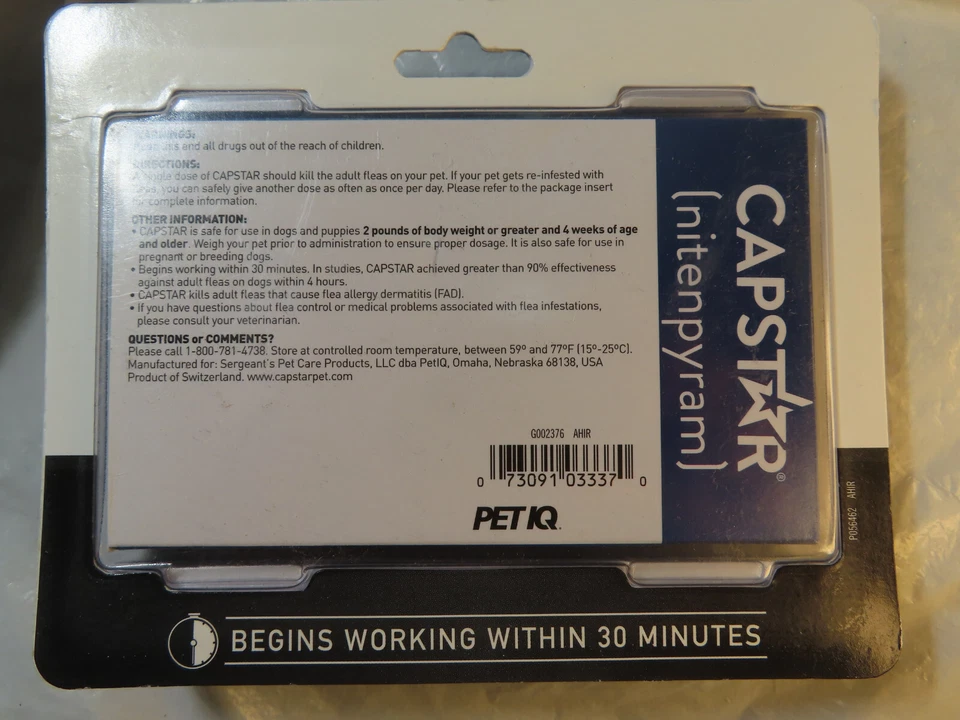 and all drugs out of the reach of children.
DIRECTIONS:
A single dose of CAPSTAR should kill the adult fleas on your pet. If your pet gets re-infested with
fleas, you can safely give another dose as often as once per day. Please refer to the package insert
for complete information.
OTHER INFORMATION:
• CAPSTAR is safe for use in dogs and puppies 2 pounds of body weight or greater and 4 weeks of age
and older. Weigh your pet prior to administration to ensure proper dosage. It is also safe for use in
pregnant or breeding dogs.
• Begins working within 30 minutes. In studies, CAPSTAR achieved greater than 90% effectiveness
against adult fleas on dogs within 4 hours.
• CAPSTAR kills adult fleas that cause flea allergy dermatitis (FAD).
• If you have questions about flea control or medical problems associated with flea infestations,
please consult your veterinarian.
QUESTIONS or COMMENTS?
Please call 1-800-781-4738. Store at controlled room temperature, between 59º and 77ºF (15º-25ºC).
Manufactured for: Sergeant's Pet Care Products, LLC dba PetIQ, Omaha, Nebraska 68138, USA
Product of Switzerland. www.capstarpet.com
G002376 AHIR
0 73091 03337 0
PET IQ.
CAPSTAR®
(nitenpyram)
P056462 AHIR
BEGINS WORKING WITHIN 30 MINUTES